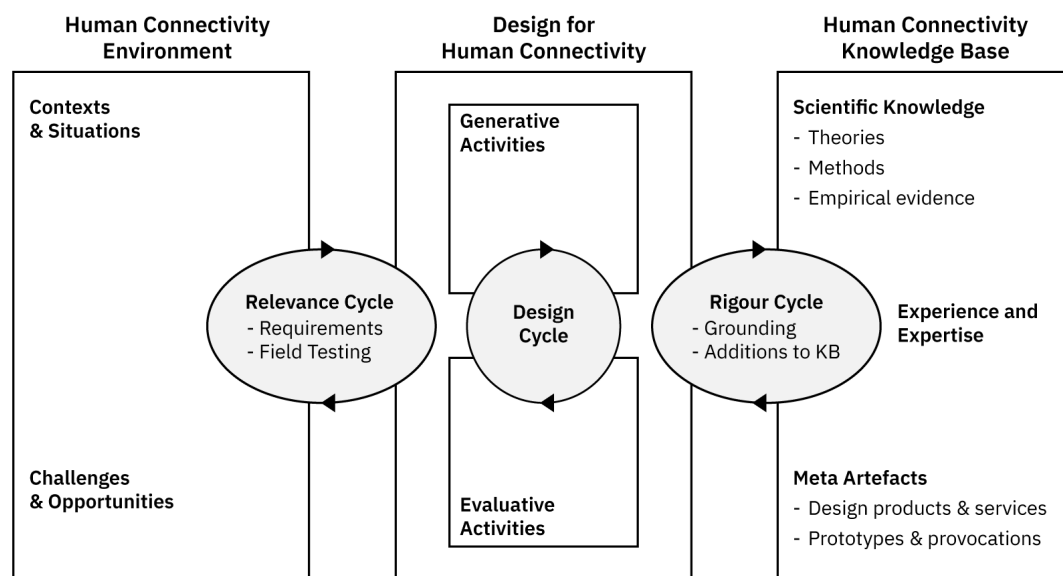 Human Connectivity
Environment
Design for
Human Connectivity
Human Connectivity
Knowledge Base
Contexts
& Situations
Challenges
& Opportunities
Relevance Cycle
- Requirements
- Field Testing
Generative
Activities
Design
Cycle
Evaluative
Activities
Rigour Cycle
- Grounding
- Additions to KB
Scientific Knowledge
- Theories
- Methods
- Empirical evidence
Experience and
Expertise
Meta Artefacts
- Design products & services
- Prototypes & provocations